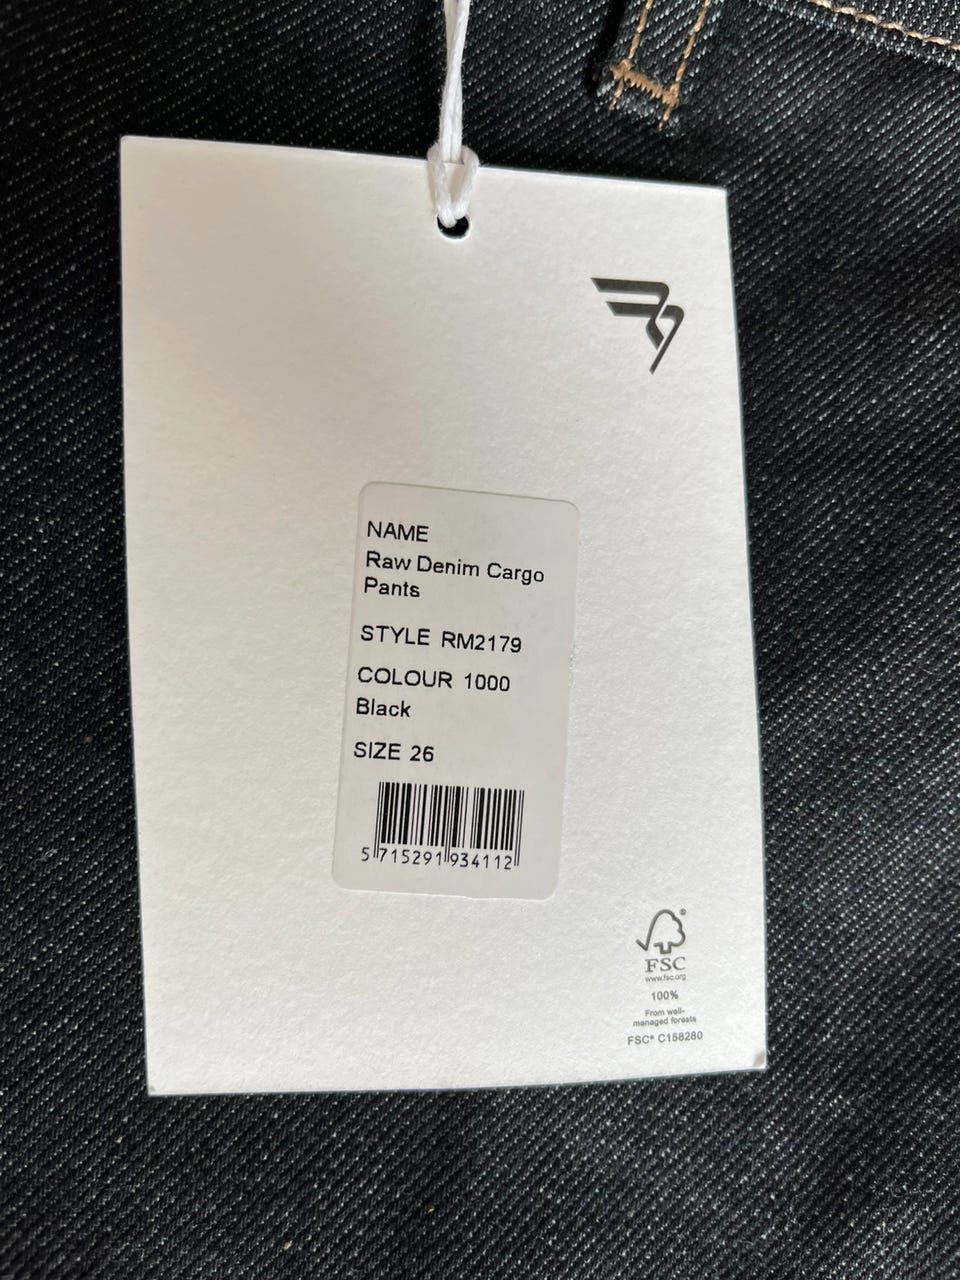 NAME
Raw Denim Cargo
Pants
STYLE RM2179
COLOUR 1000
Black
SIZE 26
5 715291 934112
FSC
www.fsc.org
100%
From well-
managed forests
FSC® C158280